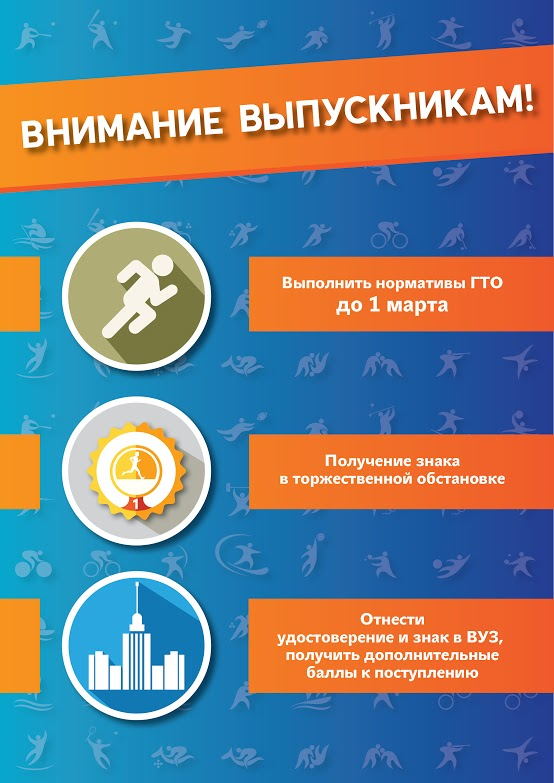 ВНИМАНИЕ ВЫПУСКНИКАМ!
Выполнить нормативы ГТО
до 1 марта
1
Получение знака
в торжественной обстановке
Отнести
удостоверение и знак в ВУЗ,
получить дополнительные
баллы к поступлению